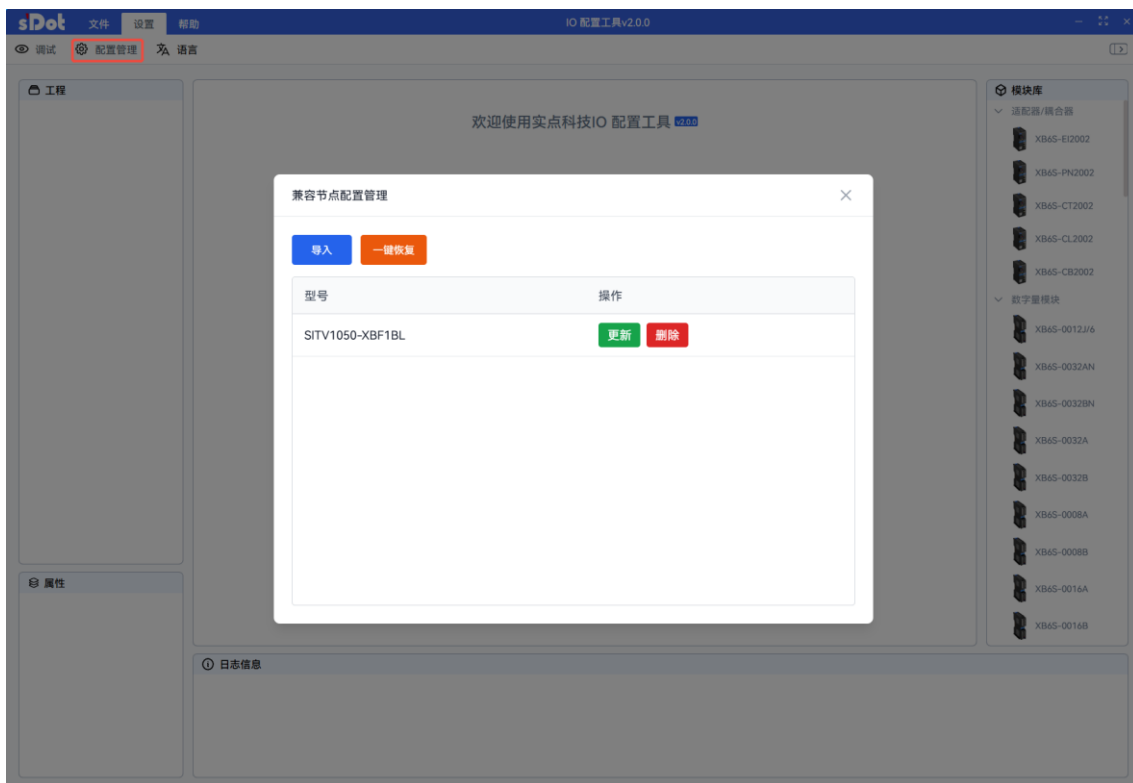 sDot 文件 设置 帮助 IO 配置工具v2.0.0
调试 配置管理 语言
工程
欢迎使用实点科技IO 配置工具 v2.0.0
兼容节点配置管理
导入 一键恢复
型号 操作
SITV1050-XBF1BL 更新 删除
属性
日志信息
模块库
适配器/耦合器
XB6S-EI2002
XB6S-PN2002
XB6S-CT2002
XB6S-CL2002
XB6S-CB2002
数字量模块
XB6S-0012J/6
XB6S-0032AN
XB6S-0032BN
XB6S-0032A
XB6S-0032B
XB6S-0008A
XB6S-0008B
XB6S-0016A
XB6S-0016B